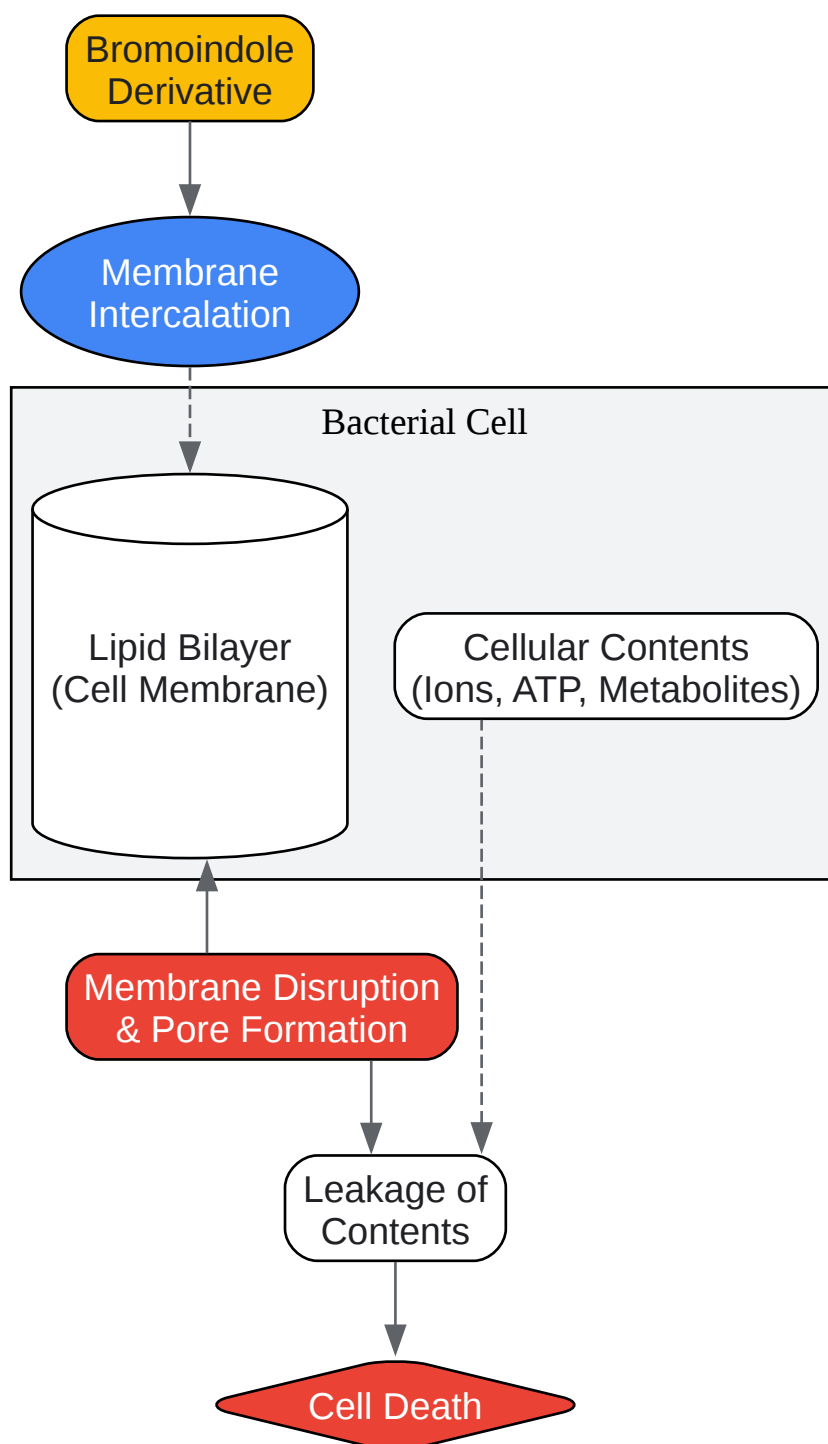 Bromoindole
Derivative
Membrane
Intercalation
Bacterial Cell
Lipid Bilayer
(Cell Membrane)
Cellular Contents
(Ions, ATP, Metabolites)
Membrane Disruption
& Pore Formation
Leakage of
Contents
Cell Death